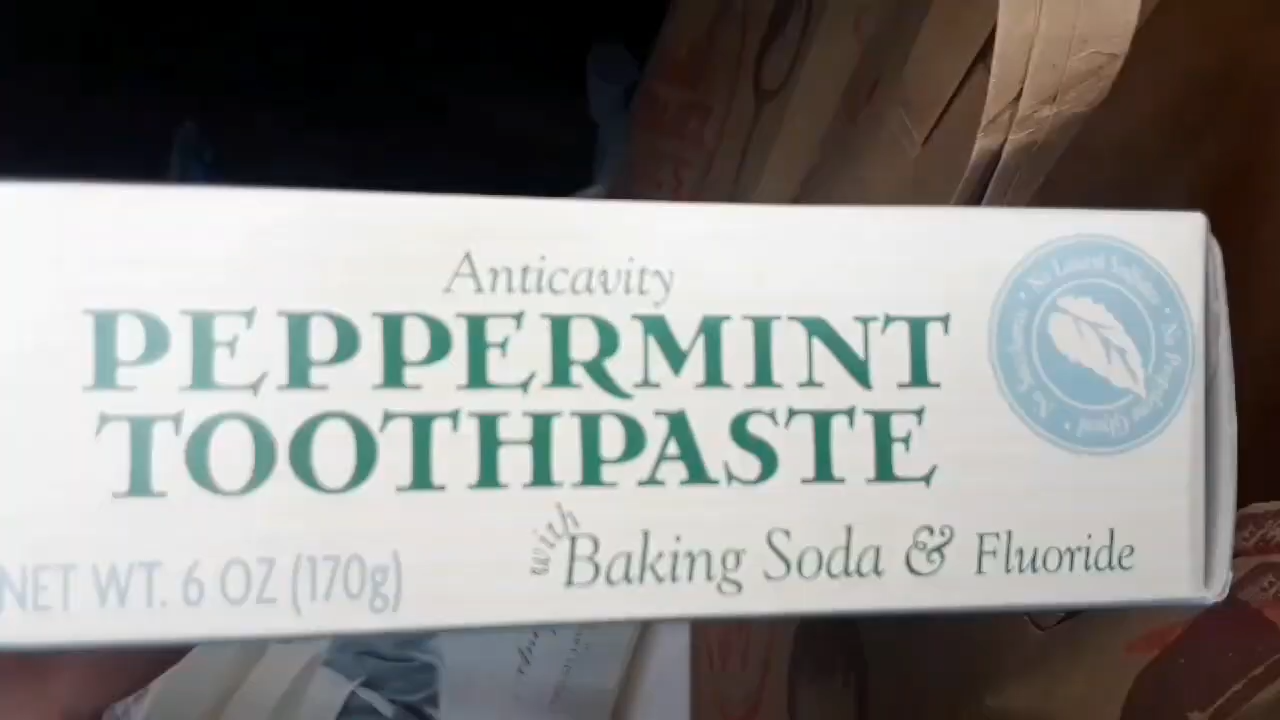 Anticavity
PEPPERMINT
TOOTHPASTE
with Baking Soda & Fluoride
NET WT. 6 OZ (170g)